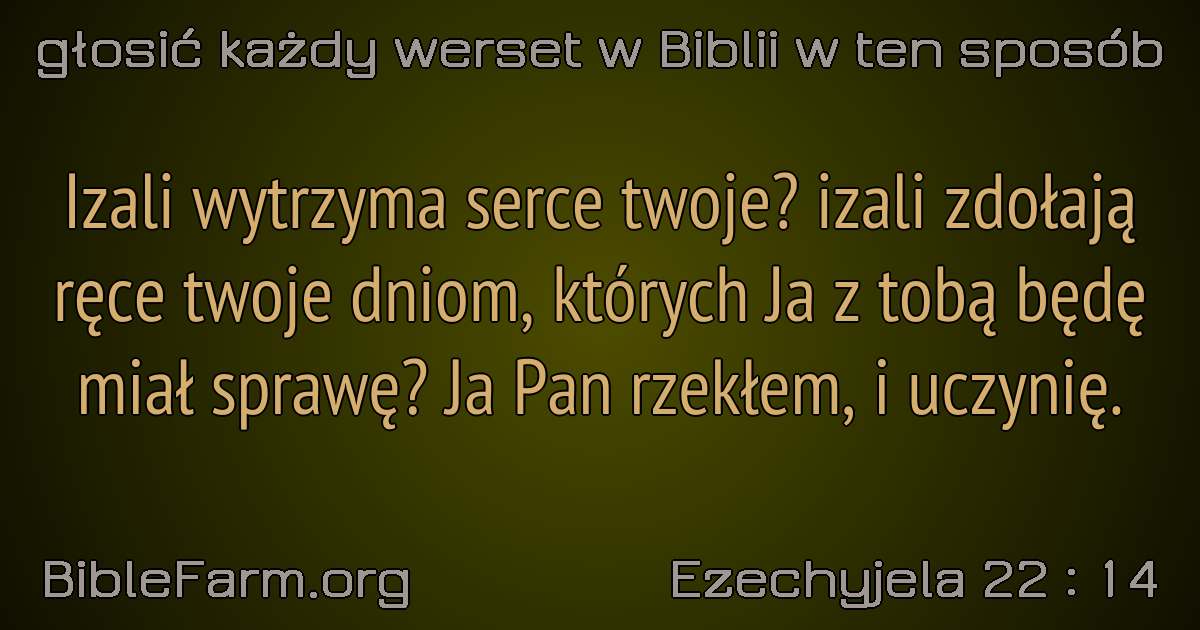 głosić każdy werset w Biblii w ten sposób
Izali wytrzyma serce twoje? izali zdołają
ręce twoje dniom, których Ja z tobą będę
miał sprawę? Ja Pan rzekłem, i uczynię.
BibleFarm.org
Ezechyjela 22 : 14